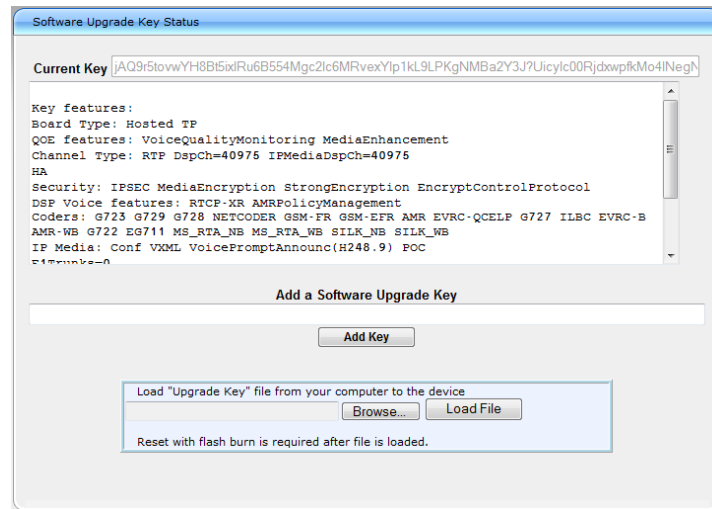 Software Upgrade Key Status
Current Key jAQ9r5tovwYH8Bt5ixlRu6B554Mgc2lc6MRvexYlp1kL9LPKgNMBa2Y3J?Uicylc00RjdxwpfkMo4lNegN
Key features:
Board Type: Hosted TP
QOE features: VoiceQualityMonitoring MediaEnhancement
Channel Type: RTP DspCh=40975 IPMediaDspCh=40975
HA
Security: IPSEC MediaEncryption StrongEncryption EncryptControlProtocol
DSP Voice features: RTCP-XR AMRPolicyManagement
Coders: G723 G729 G728 NETCODER GSM-FR GSM-EFR AMR EVRC-QCELP G727 ILBC EVRC-B
AMR-WB G722 EG711 MS_RTA_NB MS_RTA_WB SILK_NB SILK_WB
IP Media: Conf VXML VoicePromptAnnounc(H248.9) POC
E1Trunks=0
Add a Software Upgrade Key
Add Key
Load "Upgrade Key" file from your computer to the device
Browse... Load File
Reset with flash burn is required after file is loaded.